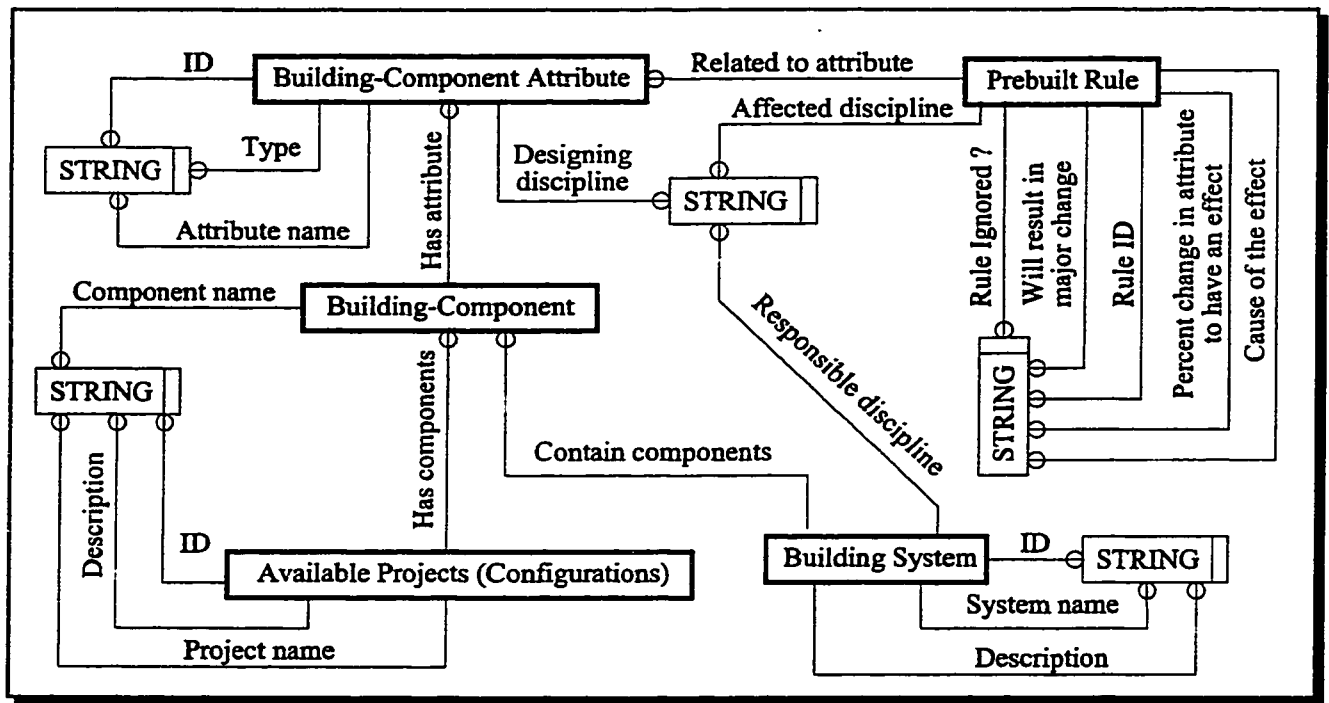 ID
Building-Component Attribute
Related to attribute
Prebuilt Rule
Affected discipline
Type
STRING
Attribute name
Has attribute
Designing
discipline
STRING
Rule Ignored ?
Will result in
major change
Rule ID
Percent change in attribute
to have an effect
Cause of the effect
STRING
Component name
Building-Component
STRING
Has components
Responsible discipline
Contain components
Description
ID
Available Projects (Configurations)
Project name
Building System
ID
STRING
System name
Description